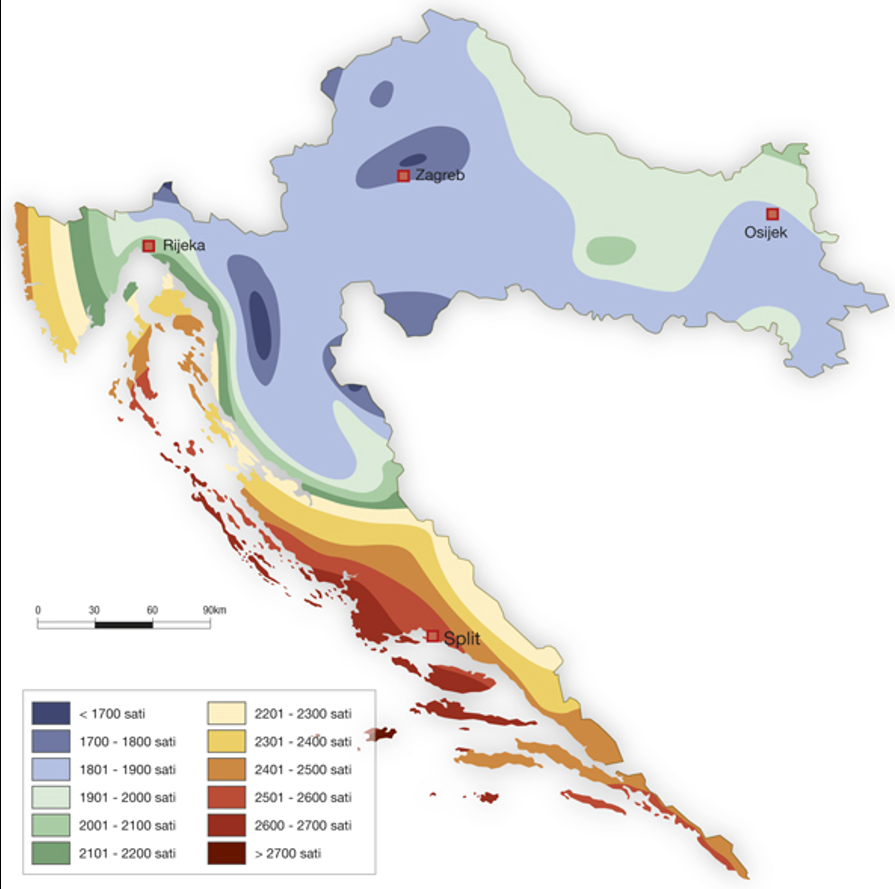 Zagreb
Osijek
Rijeka
0 30 60 90km
Split
< 1700 sati
1700 - 1800 sati
1801 - 1900 sati
1901 - 2000 sati
2001 - 2100 sati
2101 - 2200 sati
2201 - 2300 sati
2301 - 2400 sati
2401 - 2500 sati
2501 - 2600 sati
2600 - 2700 sati
> 2700 sati